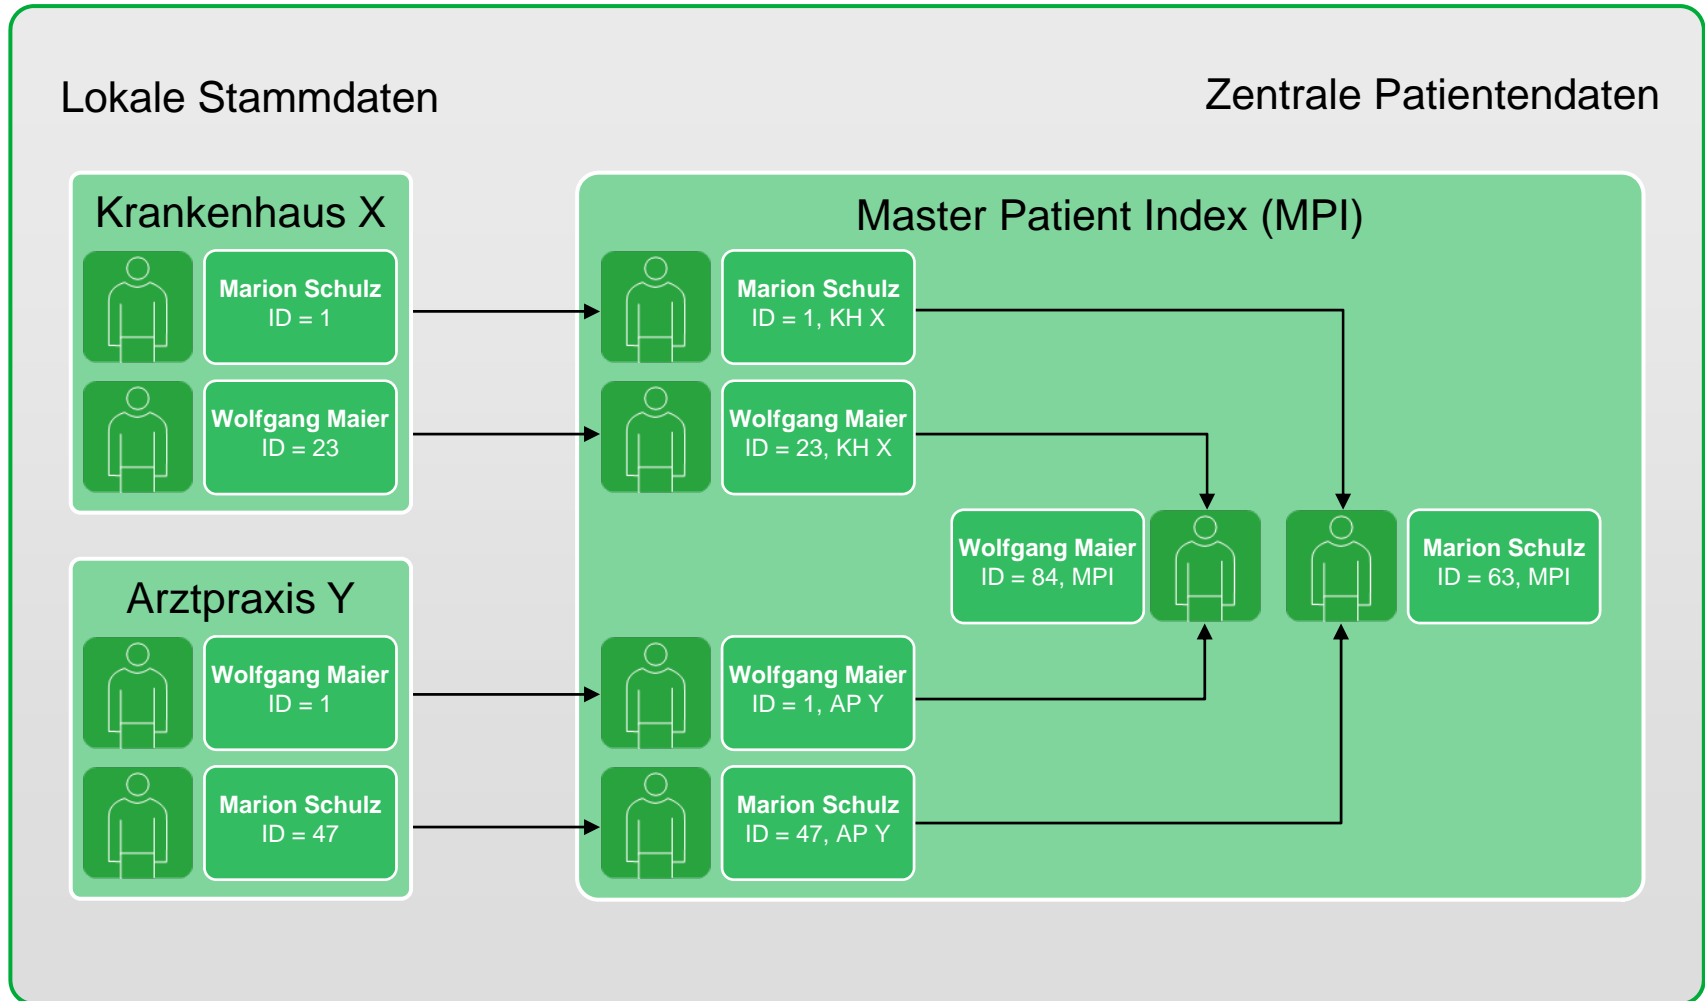 Lokale Stammdaten
Zentrale Patientendaten
Krankenhaus X
Marion Schulz
ID = 1
Wolfgang Maier
ID = 23
Arztpraxis Y
Wolfgang Maier
ID = 1
Marion Schulz
ID = 47
Master Patient Index (MPI)
Marion Schulz
ID = 1, KH X
Wolfgang Maier
ID = 23, KH X
Wolfgang Maier
ID = 84, MPI
Marion Schulz
ID = 63, MPI
Wolfgang Maier
ID = 1, AP Y
Marion Schulz
ID = 47, AP Y